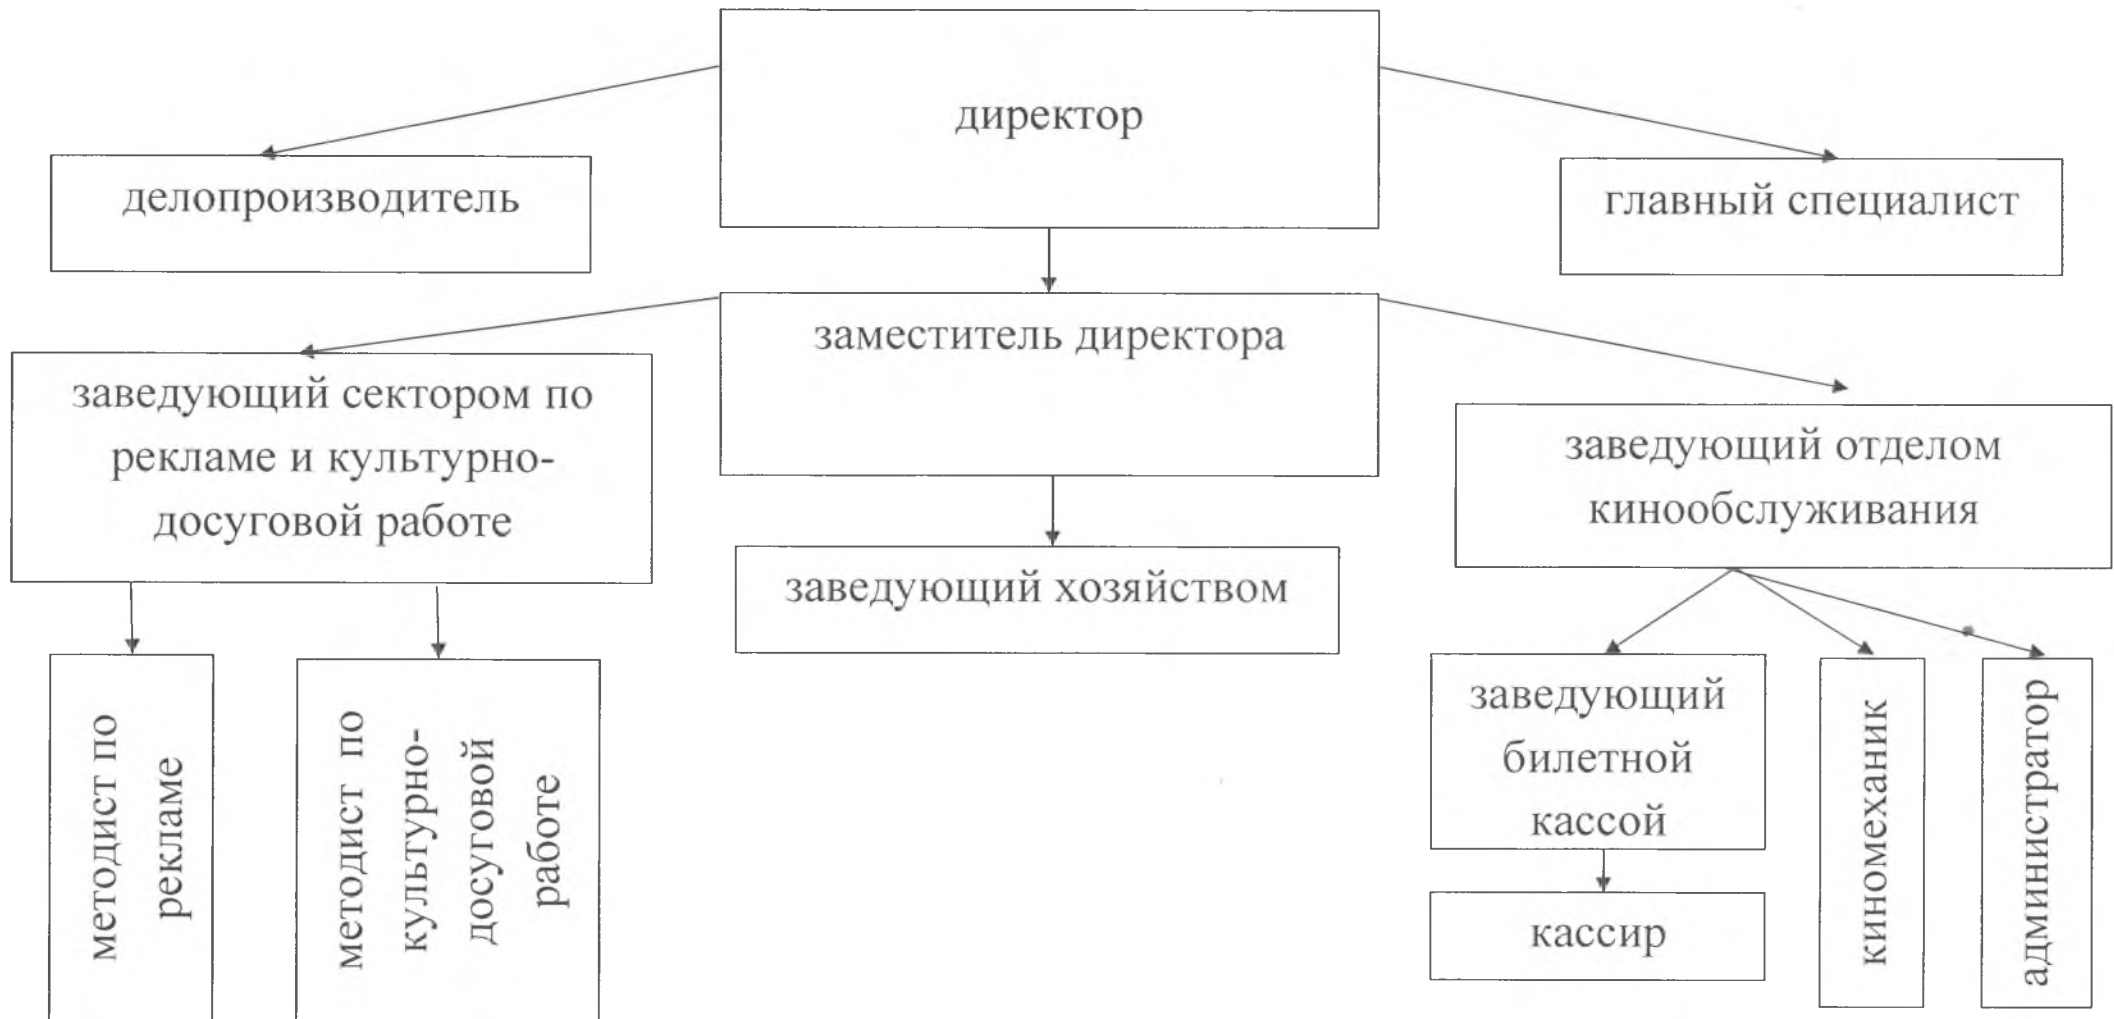 директор
делопроизводитель
главный специалист
заместитель директора
заведующий сектором по
рекламе и культурно-
досуговой работе
заведующий отделом
кинообслуживания
заведующий хозяйством
методист по
рекламе
методист по
культурно-
досуговой
работе
заведующий
билетной
кассой
киномеханик
администратор
кассир